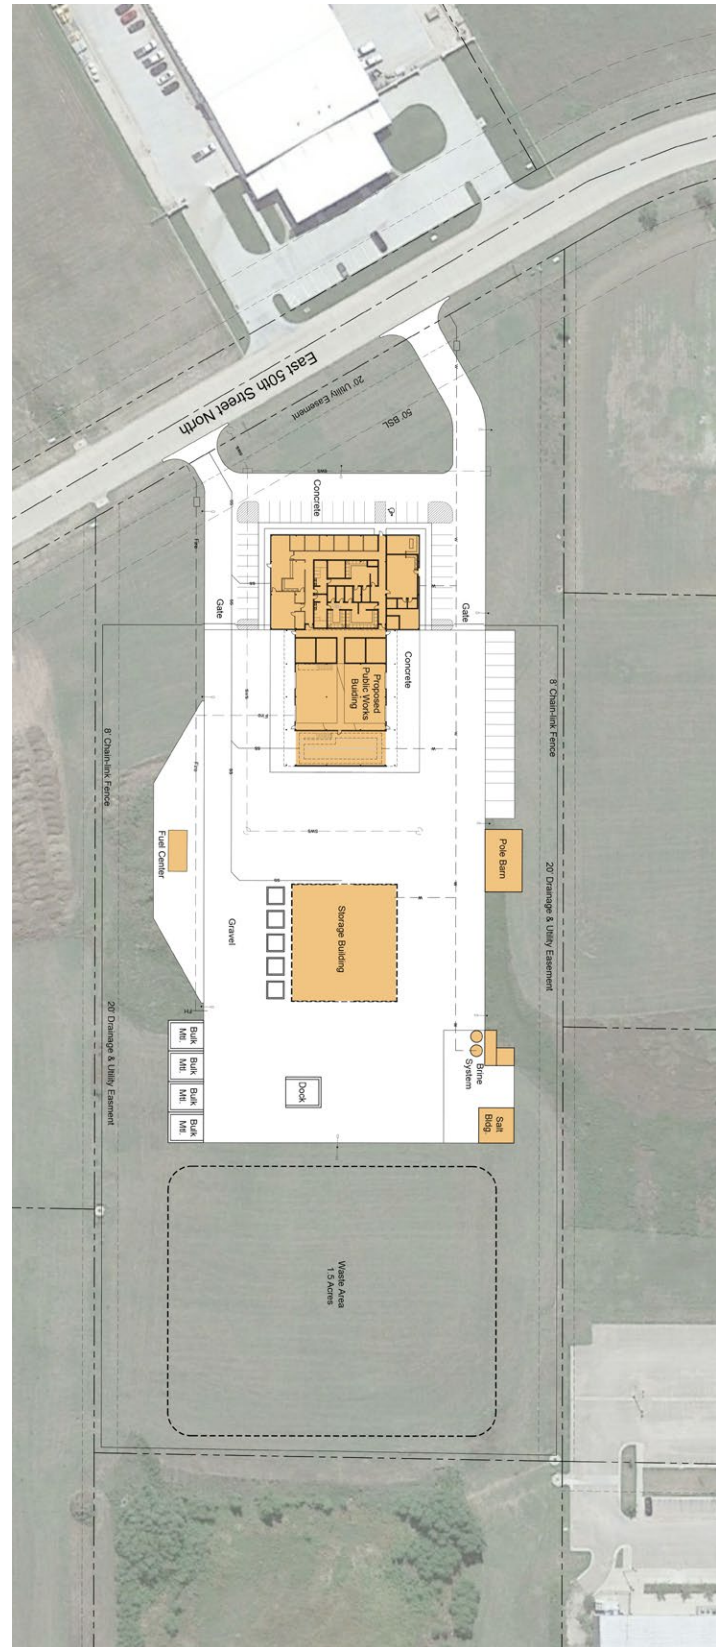 East 50th Street North
20' Utility Easement
50' BSL
Concrete
Gate
Gate
Concrete
Proposed
Public Works
Buiding
8' Chain-link Fence
8' Chain-link Fence
Pole Barn
Fuel Center
20' Drainage & Utility Easement
Storage Building
Gravel
20' Drainage & Utility Easment
Brine
System
Bulk
Mtl.
Bulk
Mtl.
Bulk
Mtl.
Bulk
Mtl.
Dock
Salt
Bldg.
Waste Area
1.5 Acres